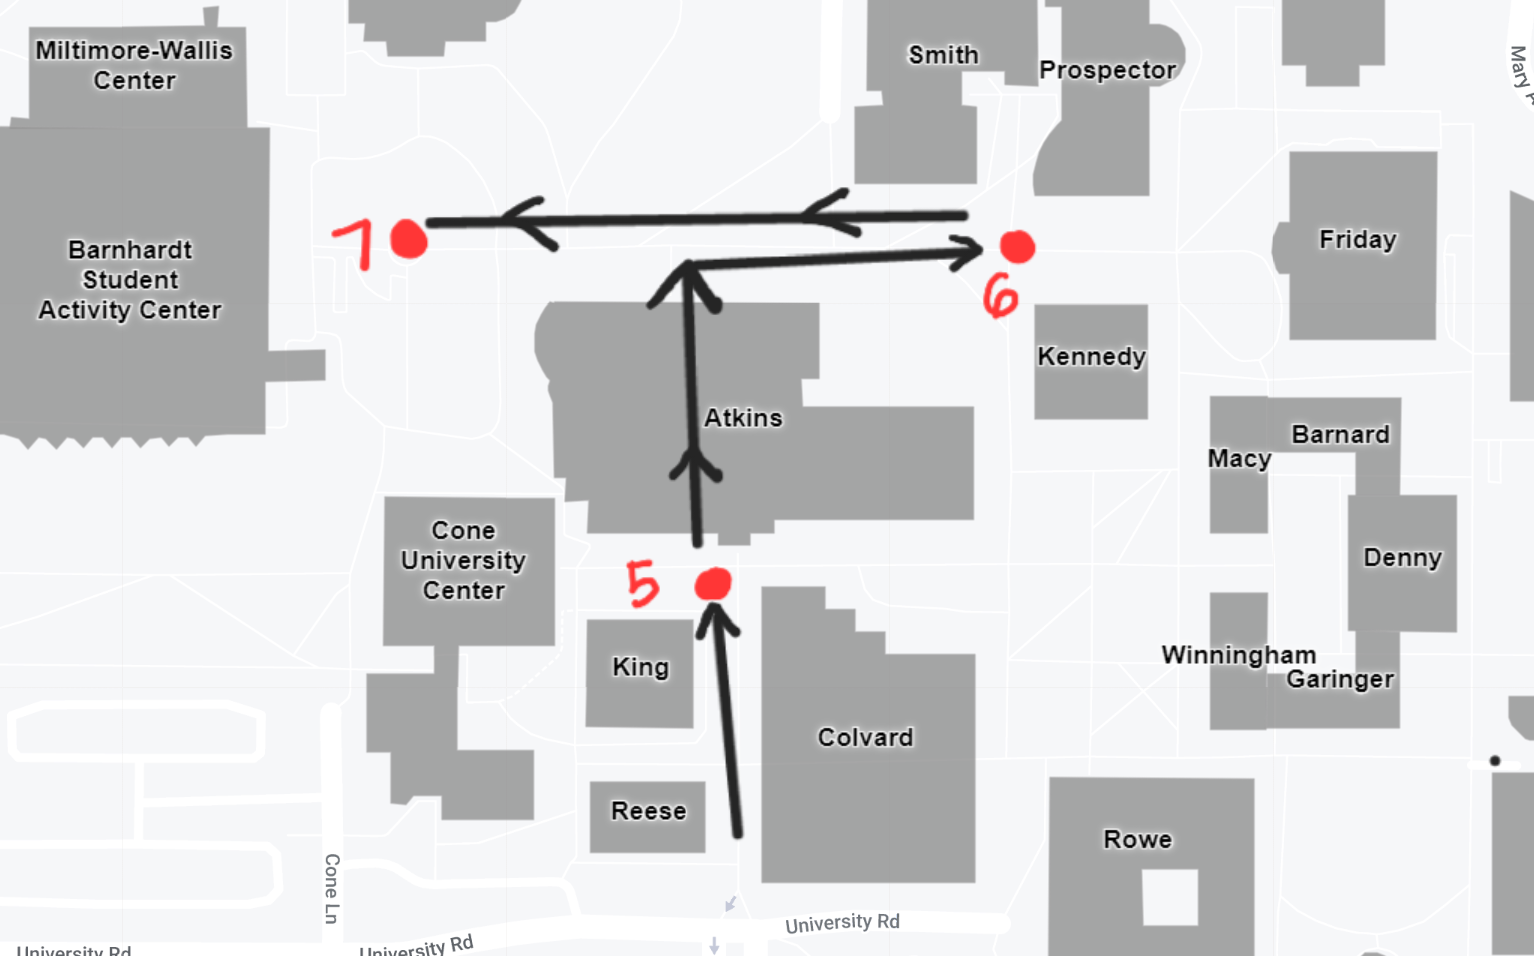 Miltimore-Wallis
Center
Smith
Prospector
Mary A
Barnhardt
Student
Activity Center
7
6
Friday
Kennedy
Atkins
Barnard
Macy
Cone
University
Center
5
Denny
King
Winningham
Garinger
Colvard
Reese
Rowe
Cone Ln
University Rd
University Rd
University Rd